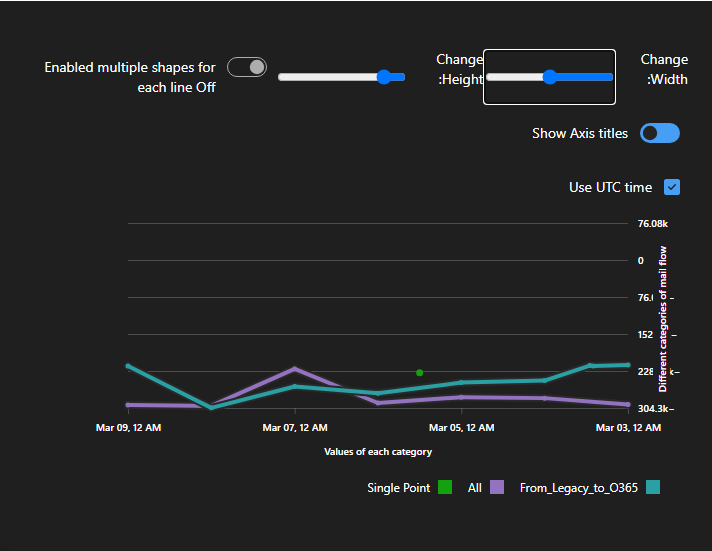 Enabled multiple shapes for
each line Off
Change
:Height
Change
:Width
Show Axis titles
Use UTC time
76.08k
0
76.
152 –
228 k–
304.3k–
Different categories of mail flow
Mar 09, 12 AM Mar 07, 12 AM Mar 05, 12 AM Mar 03, 12 AM
Values of each category
Single Point All From_Legacy_to_O365